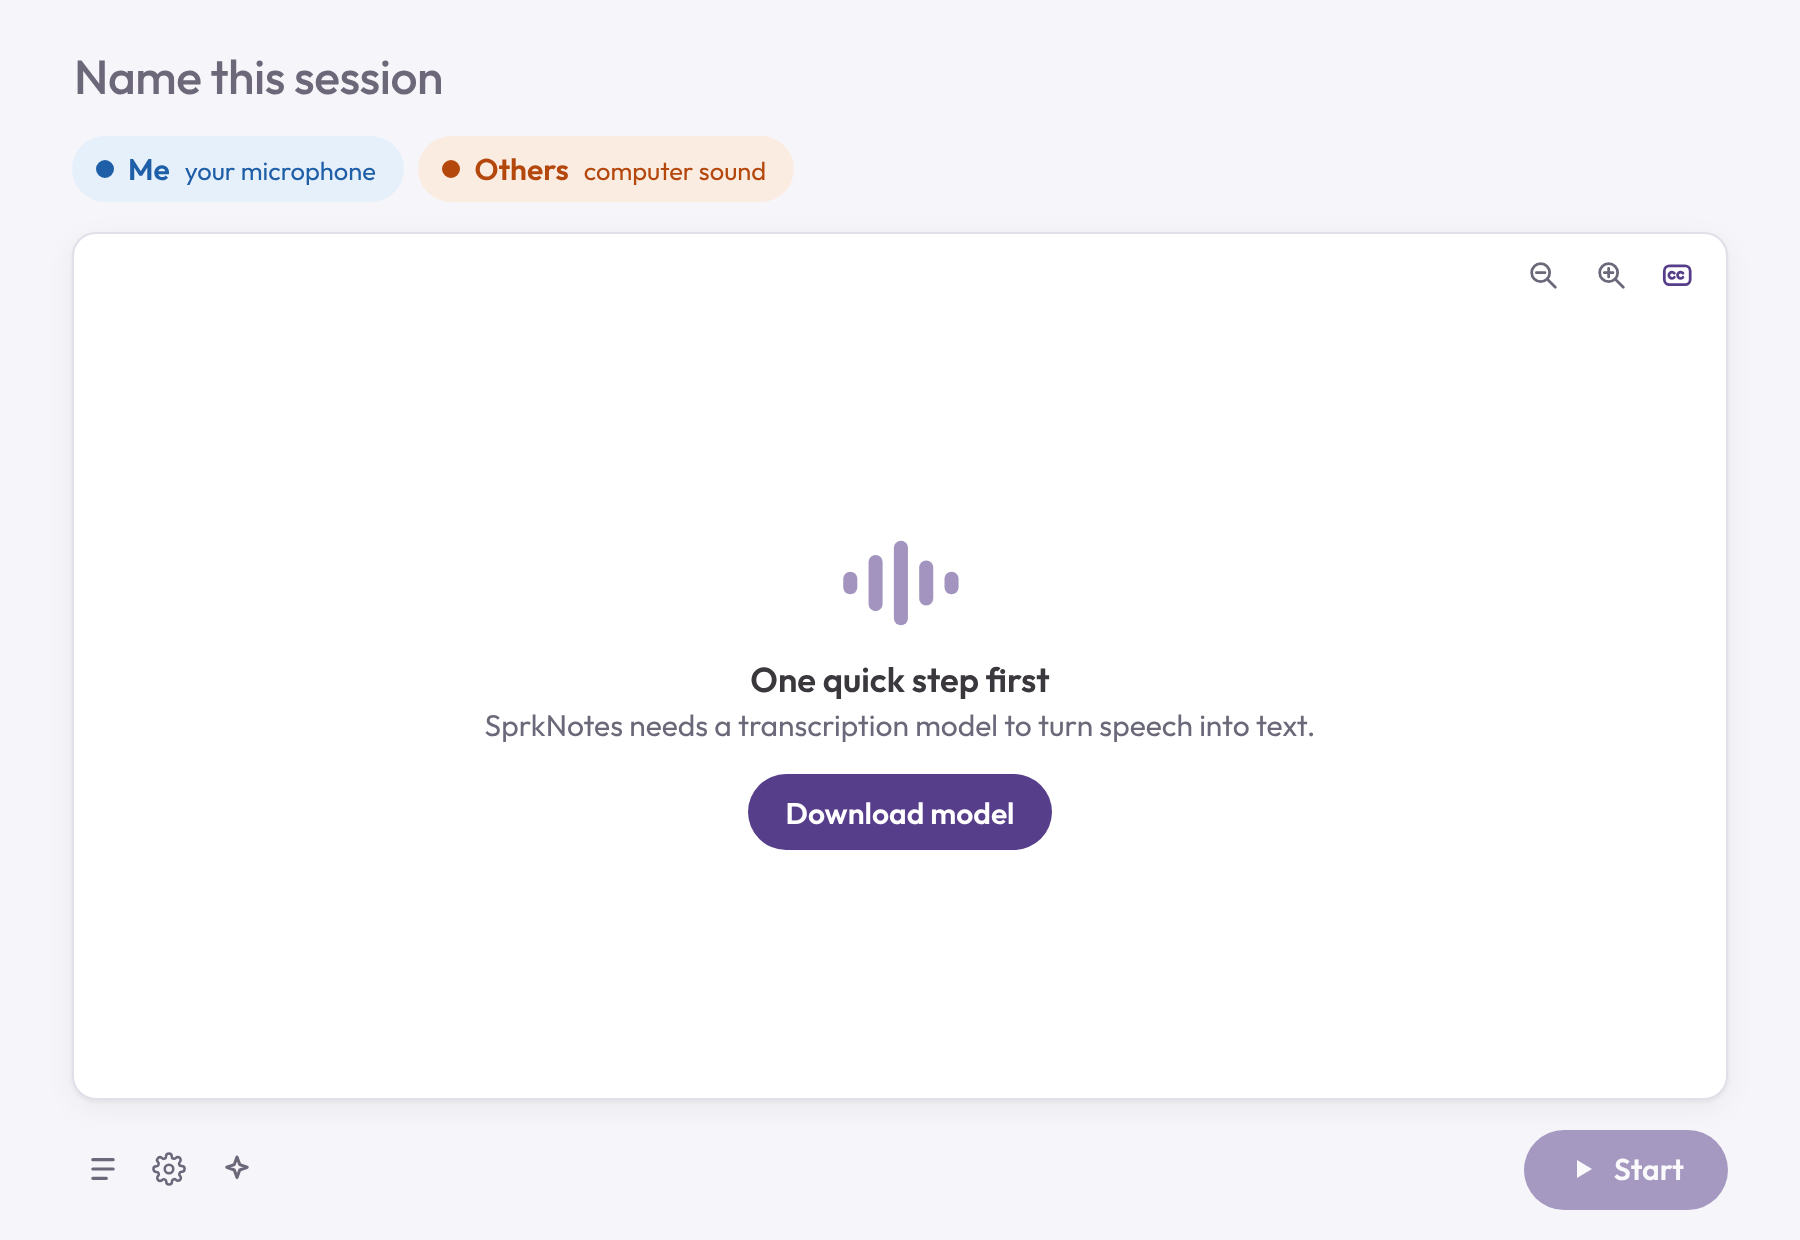 Name this session
Me your microphone
Others computer sound
CC
One quick step first
SprkNotes needs a transcription model to turn speech into text.
Download model
Start